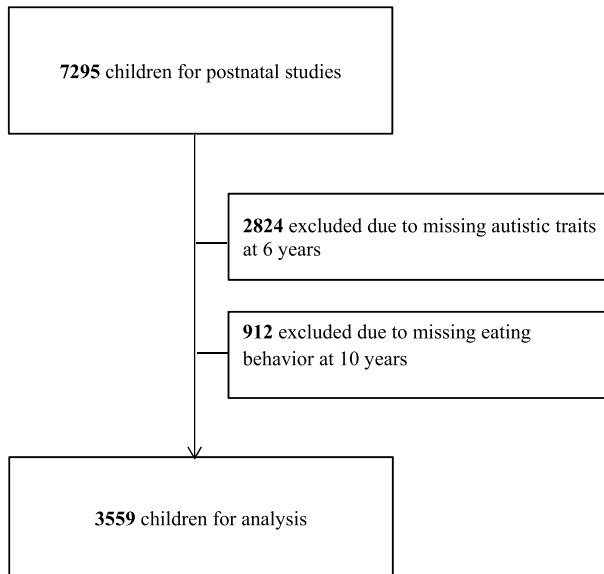 7295 children for postnatal studies
2824 excluded due to missing autistic traits
at 6 years
912 excluded due to missing eating
behavior at 10 years
3559 children for analysis